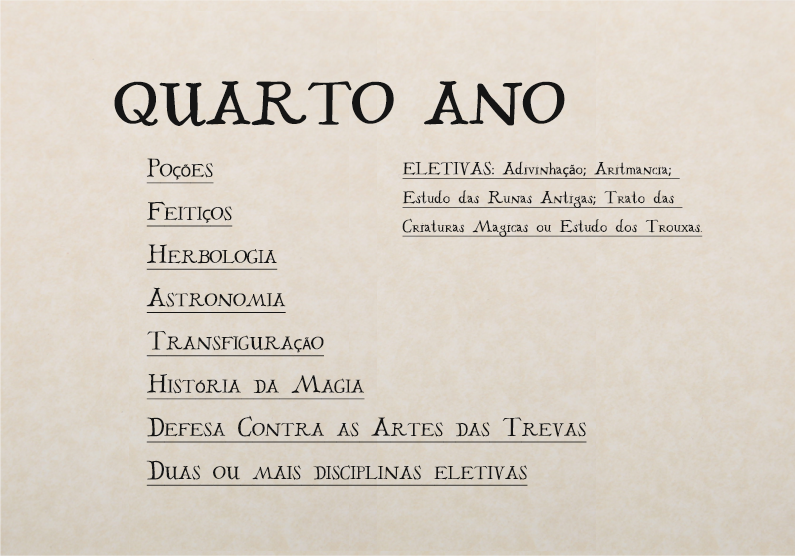 QUARTO ANO
POÇÕES
FEITIÇOS
HERBOLOGIA
ASTRONOMIA
TRANSFIGURAÇÃO
HISTÓRIA DA MAGIA
DEFESA CONTRA AS ARTES DAS TREVAS
DUAS OU MAIS DISCIPLINAS ELETIVAS
ELETIVAS: Adivinhação; Aritmancia;
Estudo das Runas Antigas; Trato das
Criaturas Magicas ou Estudo dos Trouxas.